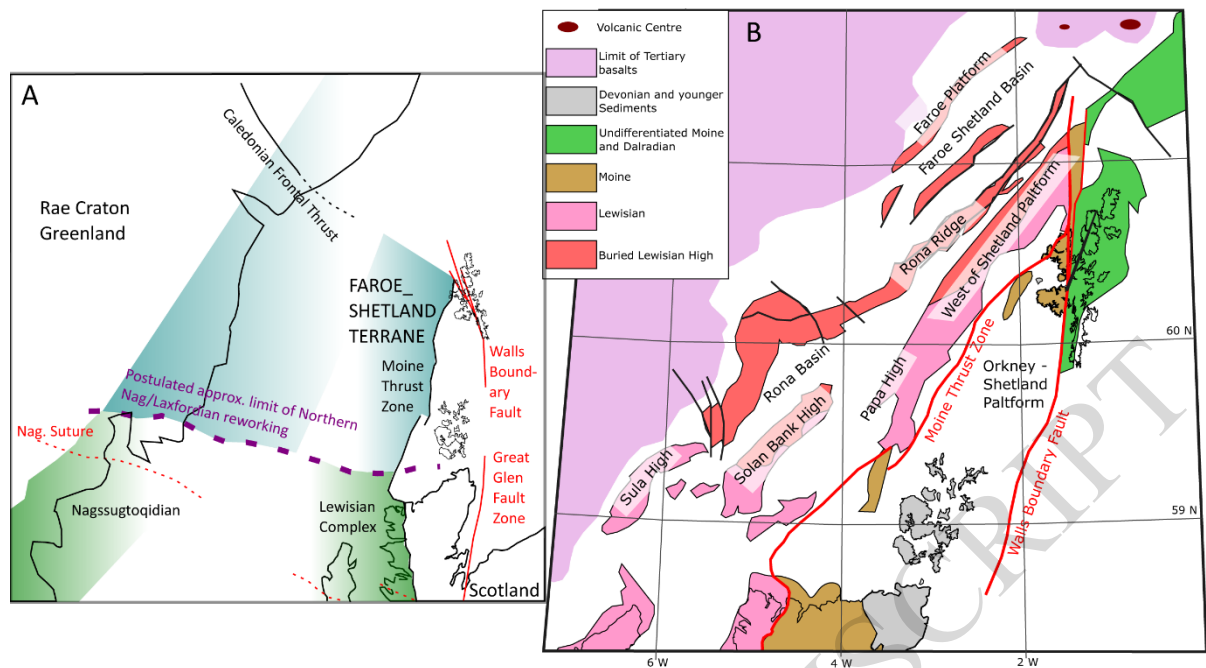 A
Caledonian Frontal Thrust
Rae Craton
Greenland
FAROE_
SHETLAND
TERRANE
Moine
Thrust
Zone
Walls
Bound-
ary
Fault
Postulated approx. limit of Northern
Nag/Laxfordian reworking
Nag. Suture
Great
Glen
Fault
Zone
Nagssugtoqidian
Lewisian
Complex
Scotland
B
Volcanic Centre
Limit of Tertiary
basalts
Devonian and younger
Sediments
Undifferentiated Moine
and Dalradian
Moine
Lewisian
Buried Lewisian High
Faroe Platform
Faroe Shetland Basin
Rona Ridge
West of Shetland Paltform
60 N
Rona Basin
Papa High
Moine Thrust Zone
Orkney -
Shetland
Paltform
Solan Bank High
Sula High
59 N
Walls Boundary Fault
6 W
4 W
2 W
SCRIPT